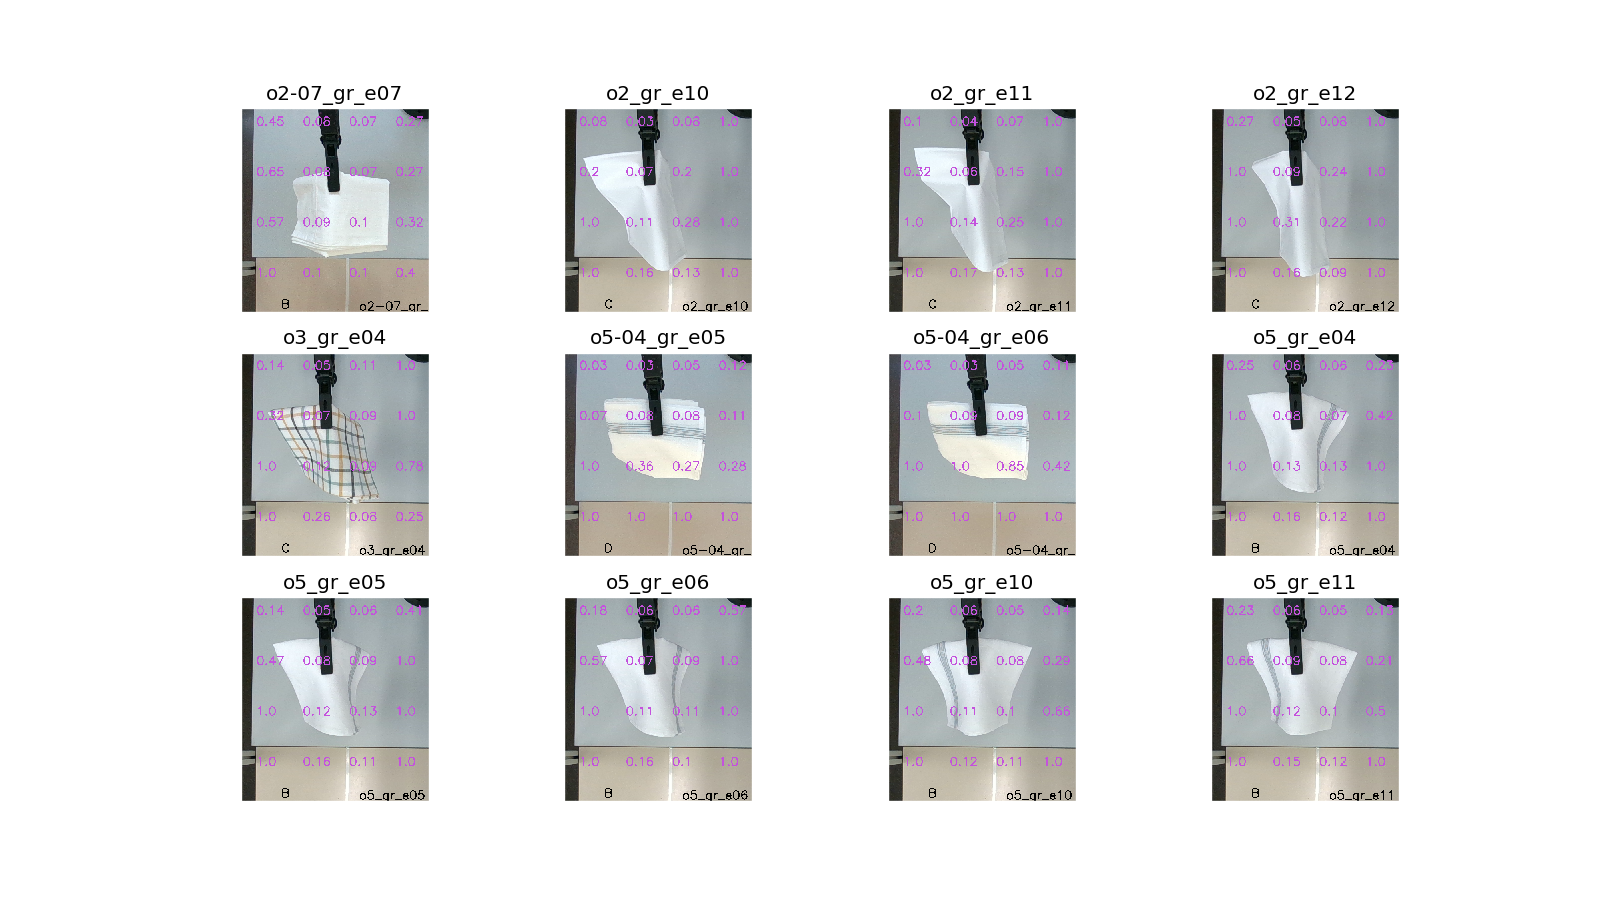 o2-07_gr_e07
0.45 0.08 0.07 0.27
0.65 0.08 0.07 0.27
0.57 0.09 0.1 0.32
1.0 0.1 0.1 0.4
B o2-07_gr_
o2_gr_e10
0.08 0.03 0.06 1.0
0.2 0.07 0.2 1.0
1.0 0.11 0.28 1.0
1.0 0.16 0.13 1.0
C o2_gr_e10
o2_gr_e11
0.1 0.04 0.07 1.0
0.32 0.06 0.15 1.0
1.0 0.14 0.25 1.0
1.0 0.17 0.13 1.0
C o2_gr_e11
o2_gr_e12
0.27 0.05 0.08 1.0
1.0 0.09 0.24 1.0
1.0 0.31 0.22 1.0
1.0 0.16 0.09 1.0
C o2_gr_e12
o3_gr_e04
0.14 0.05 0.11 1.0
0.32 0.07 0.09 1.0
1.0 0.12 0.09 0.78
1.0 0.26 0.08 0.25
C o3_gr_e04
o5-04_gr_e05
0.03 0.03 0.05 0.12
0.07 0.08 0.08 0.11
1.0 0.36 0.27 0.28
1.0 1.0 1.0 1.0
D o5-04_gr_
o5-04_gr_e06
0.03 0.03 0.05 0.11
0.1 0.09 0.09 0.12
1.0 1.0 0.85 0.42
1.0 1.0 1.0 1.0
D o5-04_gr_
o5_gr_e04
0.25 0.06 0.06 0.23
1.0 0.08 0.07 0.42
1.0 0.13 0.13 1.0
1.0 0.16 0.12 1.0
B o5_gr_e04
o5_gr_e05
0.14 0.05 0.06 0.41
0.47 0.08 0.09 1.0
1.0 0.12 0.13 1.0
1.0 0.16 0.11 1.0
B o5_gr_e05
o5_gr_e06
0.18 0.06 0.06 0.57
0.57 0.07 0.09 1.0
1.0 0.11 0.11 1.0
1.0 0.16 0.1 1.0
B o5_gr_e06
o5_gr_e10
0.2 0.06 0.05
0.48 0.08 0.08 0.29
1.0 0.11 0.1 0.66
1.0 0.12 0.11 1.0
B o5_gr_e10
o5_gr_e11
0.23 0.06 0.05
0.66 0.09 0.08 0.21
1.0 0.12 0.1 0.5
1.0 0.15 0.12 1.0
B o5_gr_e11